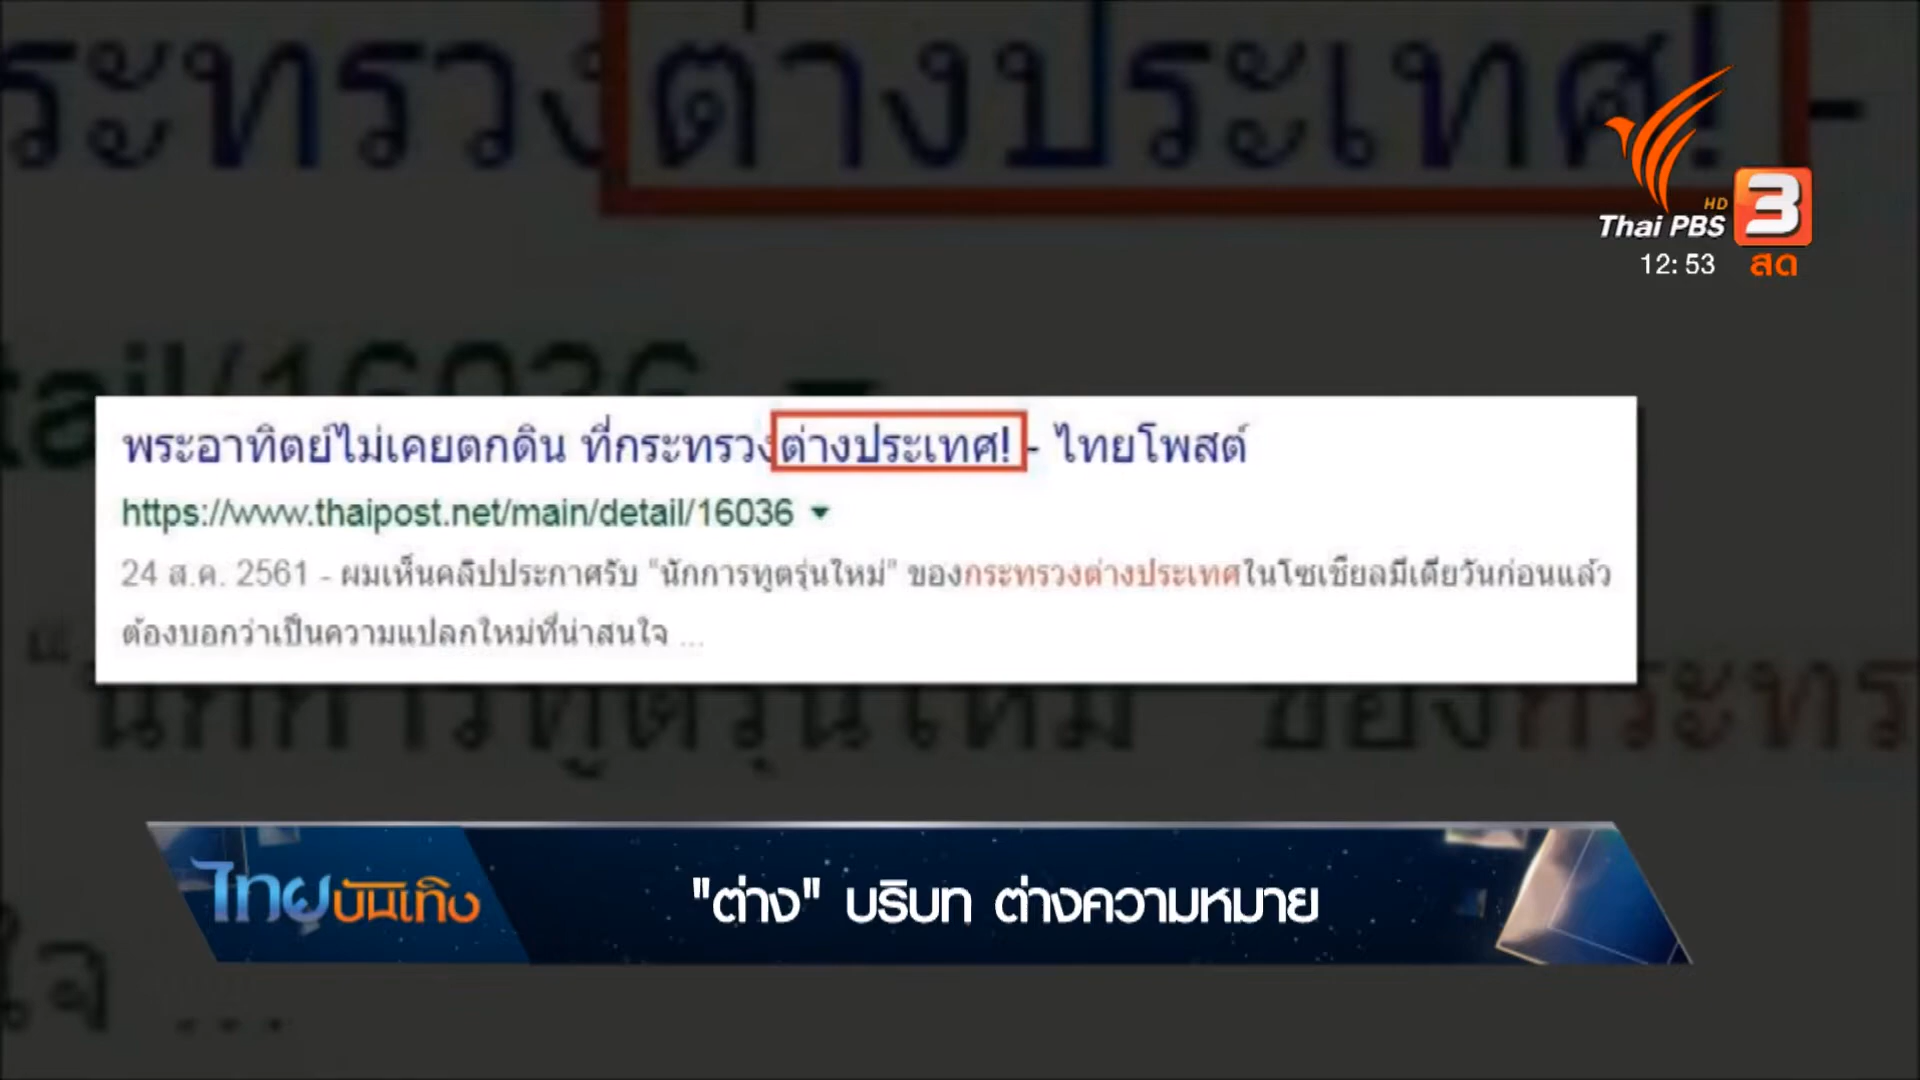 ระทรวงต่างประเทศ! -
HD
Thai PBS 3
12:53 สด
tail/16036
พระอาทิตย์ไม่เคยตกดิน ที่กระทรวงต่างประเทศ! - ไทยโพสต์
https://www.thaipost.net/main/detail/16036
24 ส.ค. 2561 - ผมเห็นคลิปประกาศรับ "นักการทูตรุ่นใหม่" ของกระทรวงต่างประเทศในโซเชียลมีเดียวันก่อนแล้ว
ต้องบอกว่าเป็นความแปลกใหม่ที่น่าสนใจ ...
"นักการทูตรุ่นใหม่" ของกระทร
ไทยบันเทิง
"ต่าง" บริบท ต่างความหมาย
ใจ ...